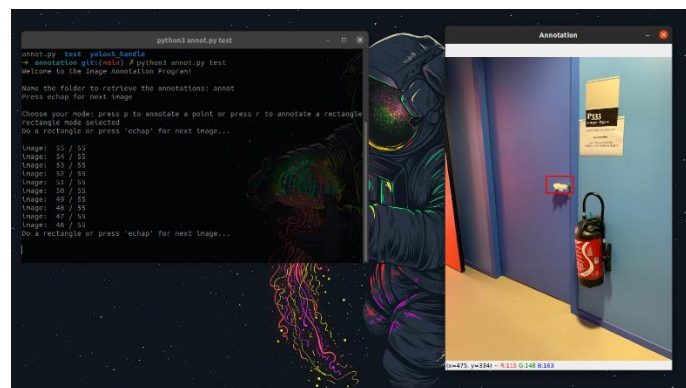 python3 annot.py test
annot.py test yolov5_handle
→ annotation git:(main) ✗ python3 annot.py test
Welcome to the Image Annotation Program!
Name the folder to retrieve the annotations: annot
Press echap for next image
Choose your mode: press p to annotate a point or press r to annotate a rectangle
rectangle mode selected
Do a rectangle or press 'echap' for next image...
image: 55 / 55
image: 54 / 55
image: 53 / 55
image: 52 / 55
image: 51 / 55
image: 50 / 55
image: 49 / 55
image: 48 / 55
image: 47 / 55
image: 46 / 55
Do a rectangle or press 'echap' for next image...
Annotation
P333
(x=475, y=334) ~ R:115 G:148 B:163